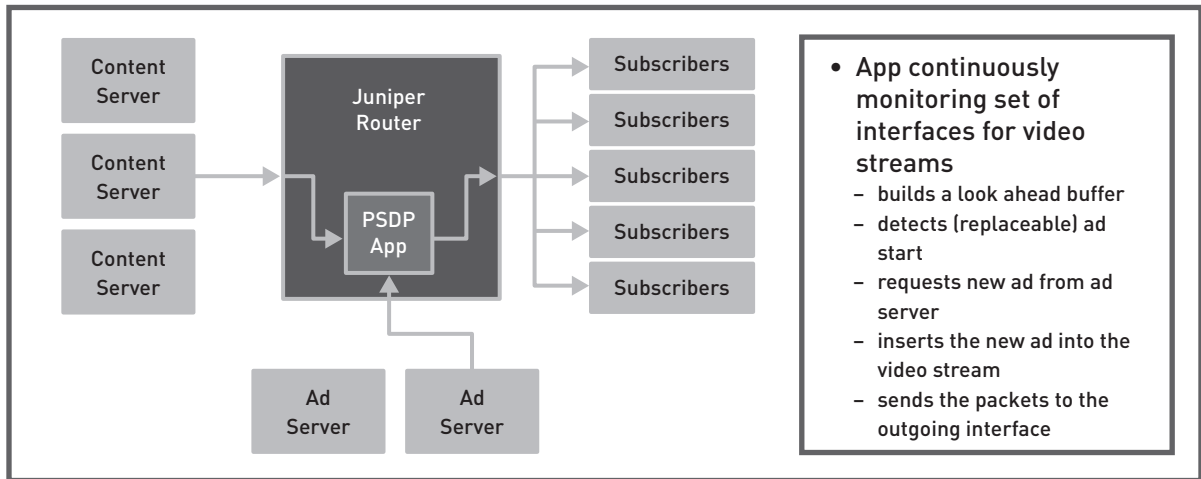 Content
Server
Content
Server
Content
Server
Juniper
Router
PSDP
App
Subscribers
Subscribers
Subscribers
Subscribers
Subscribers
Ad
Server
Ad
Server
• App continuously
monitoring set of
interfaces for video
streams
– builds a look ahead buffer
– detects (replaceable) ad
start
– requests new ad from ad
server
– inserts the new ad into the
video stream
– sends the packets to the
outgoing interface